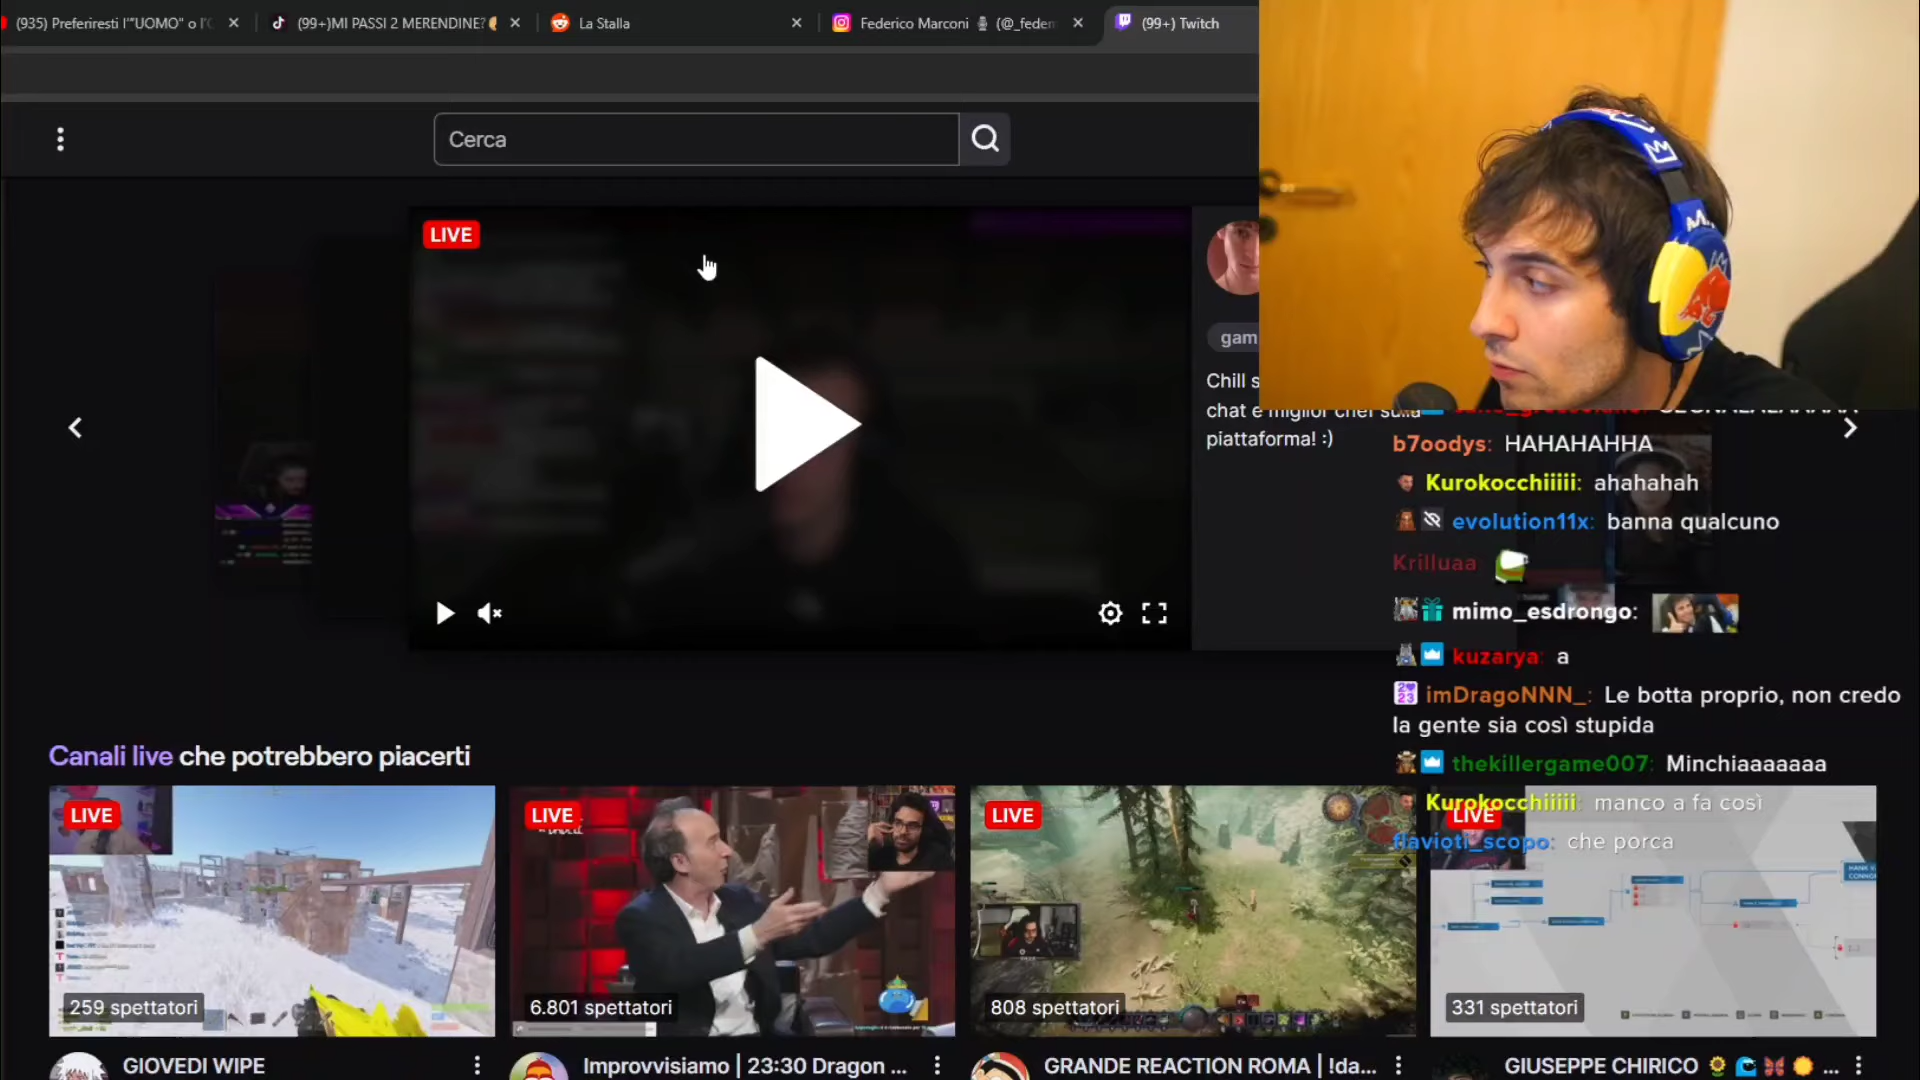 (935) Preferiresti l'"UOMO" o l'O
(99+)MI PASSI 2 MERENDINE?
La Stalla
Federico Marconi 🎙 (@_feder
(99+) Twitch
Cerca
LIVE
gam
Chill s
chat e miglior chef sulla
piattaforma! :)
b7oodys: HAHAHAHHA
Kurokocchiiiii: ahahahah
evolution11x: banna qualcuno
Krilluaa
mimo_esdrongo:
kuzarya: a
imDragoNNN_: Le botta proprio, non credo
la gente sia così stupida
thekillergame007: Minchiaaaaaaa
Kurokocchiiiii: manco a fa così
flavioti_scopo: che porca
Canali live che potrebbero piacerti
LIVE
259 spettatori
GIOVEDI WIPE
LIVE
6.801 spettatori
Improvvisiamo | 23:30 Dragon ...
LIVE
808 spettatori
GRANDE REACTION ROMA | !da...
LIVE
331 spettatori
GIUSEPPE CHIRICO 🌻🌊🦋🌞 ...